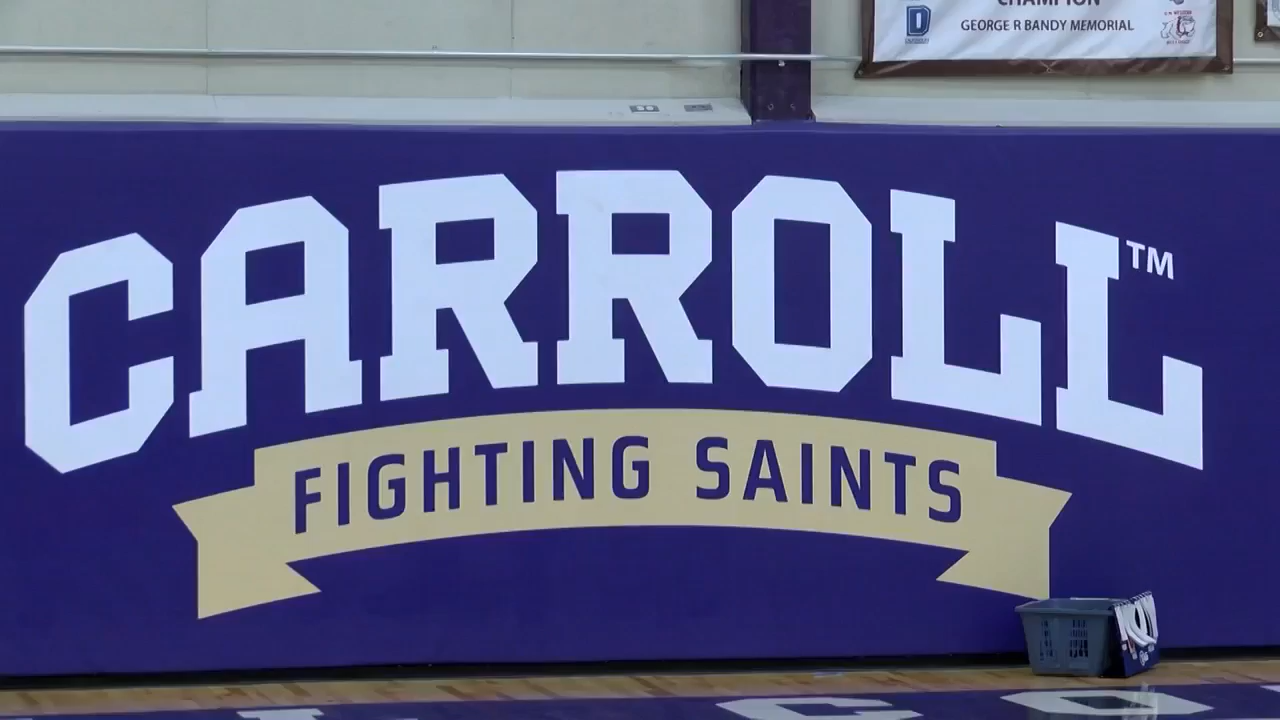 CHAMPION
D
GEORGE R BANDY MEMORIAL
CARROLL™
FIGHTING SAINTS